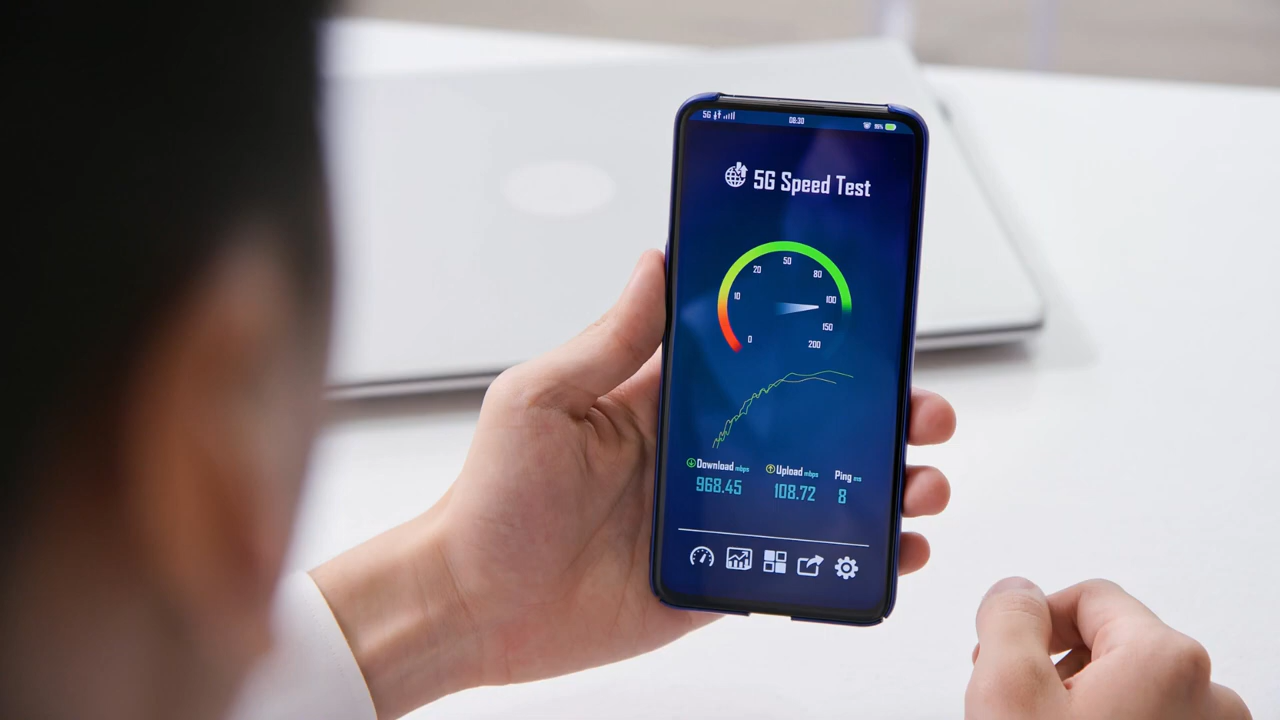 5G 08:30
5G Speed Test
50
20 80
10 100
150
0 200
Download mbps Upload mbps Ping ms
968.45 108.72 8